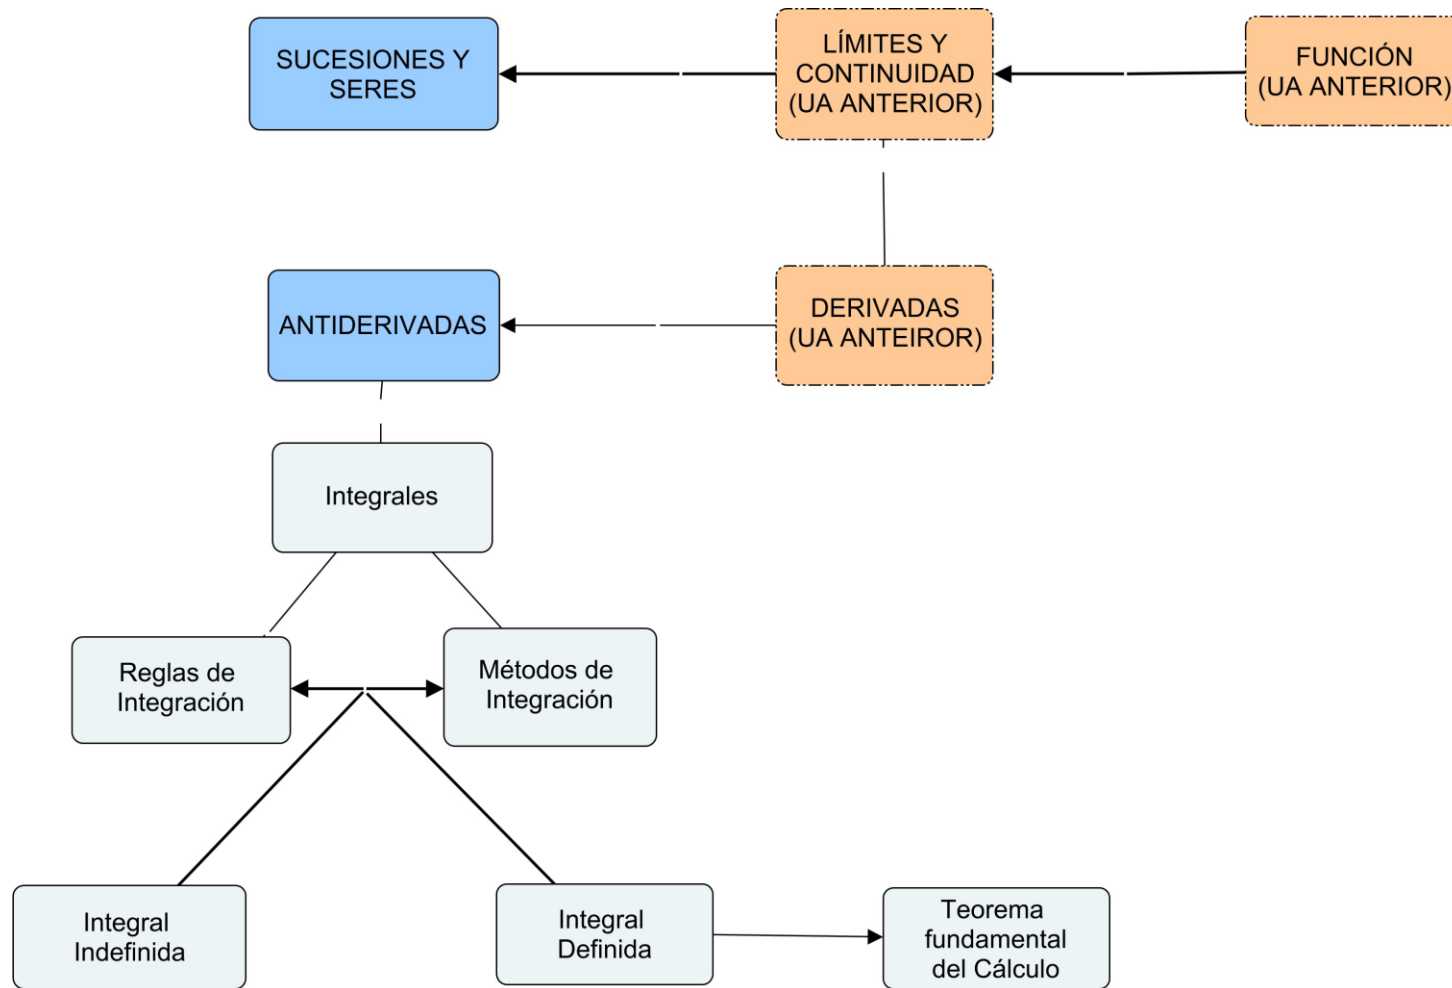 SUCESIONES Y
SERES
LÍMITES Y
CONTINUIDAD
(UA ANTERIOR)
FUNCIÓN
(UA ANTERIOR)
ANTIDERIVADAS
DERIVADAS
(UA ANTEIROR)
Integrales
Reglas de
Integración
Métodos de
Integración
Integral
Indefinida
Integral
Definida
Teorema
fundamental
del Cálculo